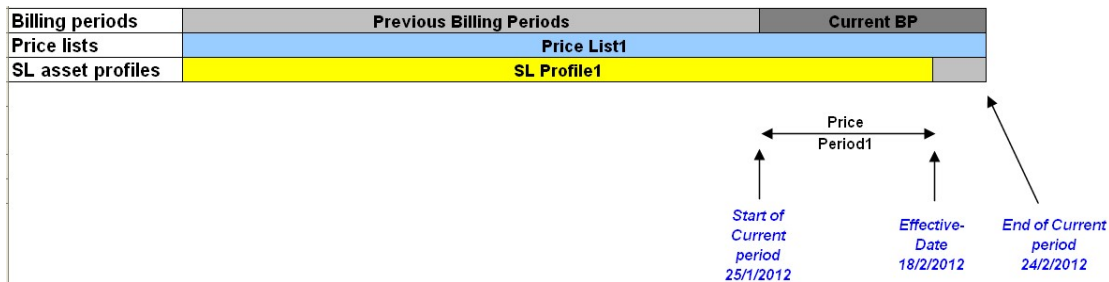 Billing periods Previous Billing Periods Current BP
Price lists Price List1
SL asset profiles SL Profile1
Price
Period1
Start of
Current
period
25/1/2012
Effective-
Date
18/2/2012
End of Current
period
24/2/2012